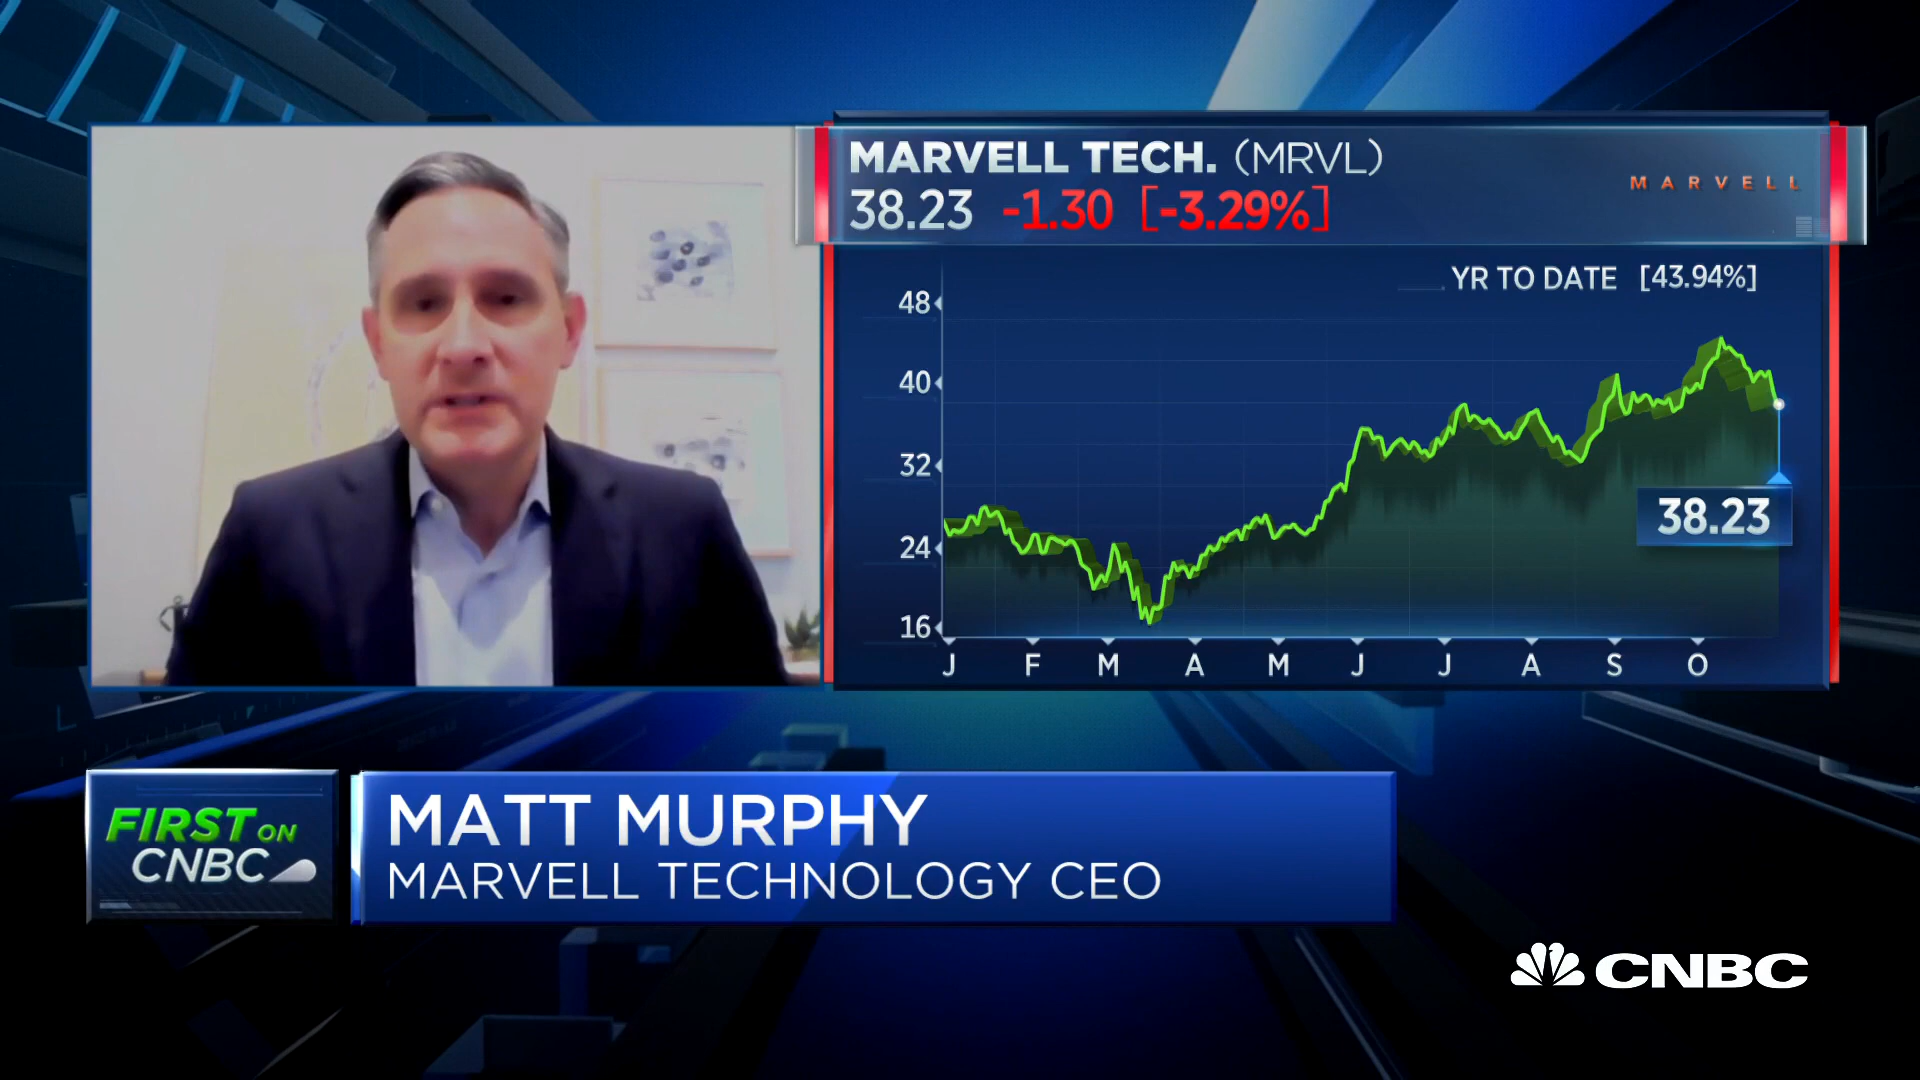 MARVELL TECH. (MRVL)
38.23 -1.30 [-3.29%]
MARVELL
YR TO DATE [43.94%]
48
40
32
24
16
38.23
J F M A M J J A S O
FIRST ON
CNBC
MATT MURPHY
MARVELL TECHNOLOGY CEO
CNBC